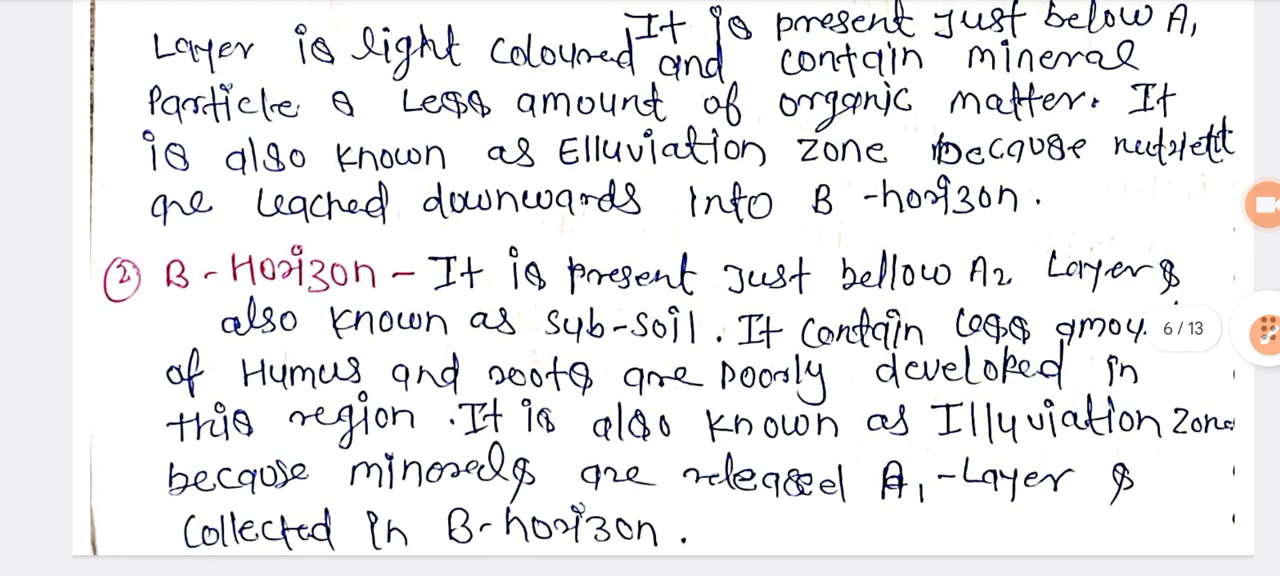 It is present Just below A,
Layer is light coloured and contain mineral
Particle & Less amount of organic matter. It
is also known as Elluviation zone because
are leached downwards into B -horizon.
② B - Horizon - It is present Just bellow A2 Layer &
also known as Sub-soil. It contain less amou
6/13
of Humus and roots are poorly developed in
this region. It is also known as Illuviation zone
because are released A1 -Layer &
Collected in B-horizon.